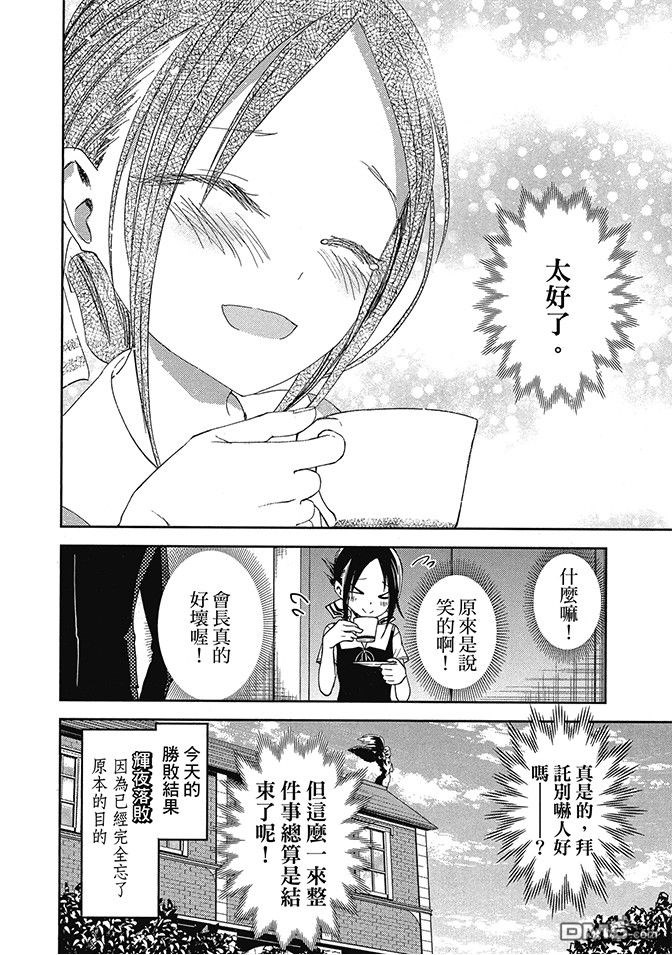 太好了。
什麼嘛！
原來是說
笑的啊！
會長真的
好壞喔！
真是的，拜
託別嚇人好
嗎——？
但這麼一來整
件事總算是結
束了呢！
今天的
勝敗結果
輝夜落敗
因為已經完全忘了
原本的目的
DM5.COM